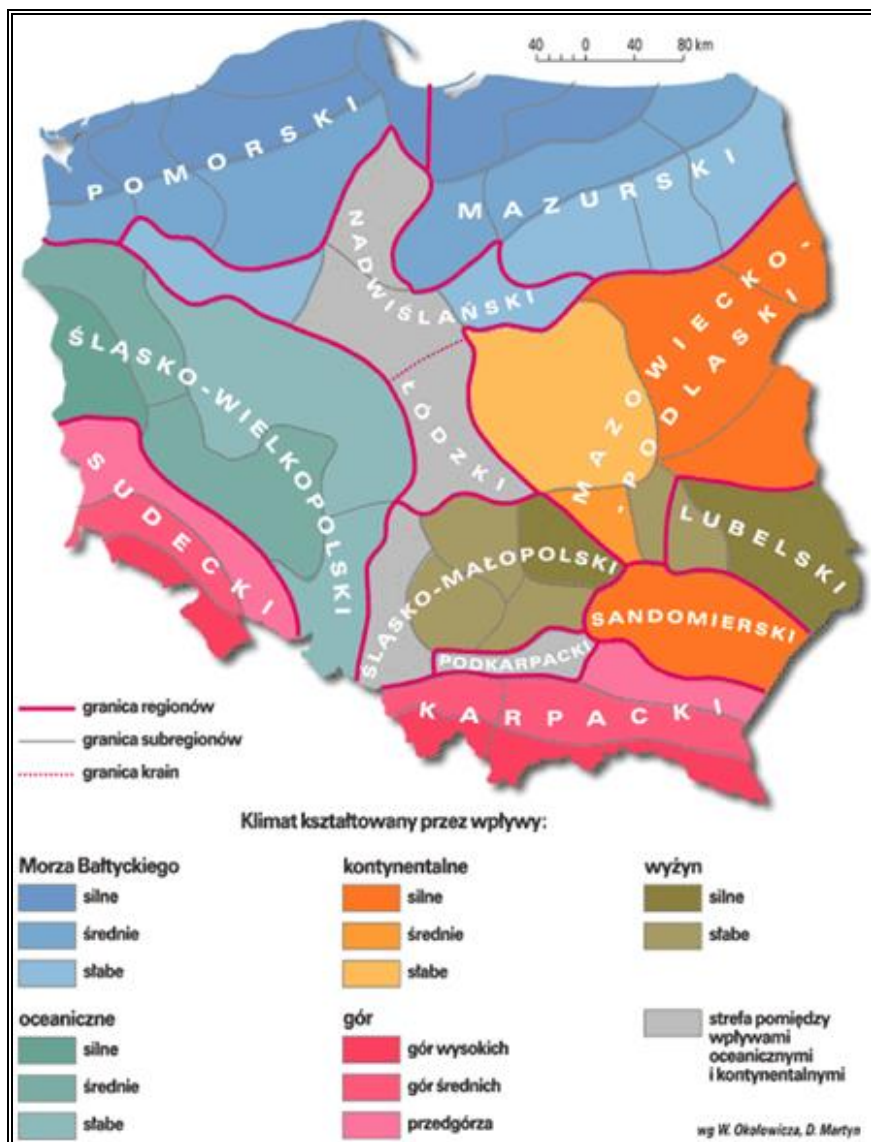 40 0 40 80 km
POMORSKI
MAZURSKI
NADWIŚLAŃSKI
MAZOWIECKO-
-PODLASKI
ŚLĄSKO-WIELKOPOLSKI
ŁÓDZKI
SUDECKI
LUBELSKI
ŚLĄSKO-MAŁOPOLSKI
SANDOMIERSKI
PODKARPACKI
KARPACKI
granica regionów
granica subregionów
granica krain
Klimat kształtowany przez wpływy:
Morza Bałtyckiego
silne
średnie
słabe
kontynentalne
silne
średnie
słabe
wyżyn
silne
słabe
oceaniczne
silne
średnie
słabe
gór
gór wysokich
gór średnich
przedgórza
strefa pomiędzy
wpływami
oceanicznymi
i kontynentalnymi
wg W. Okołowicza, D. Martyn